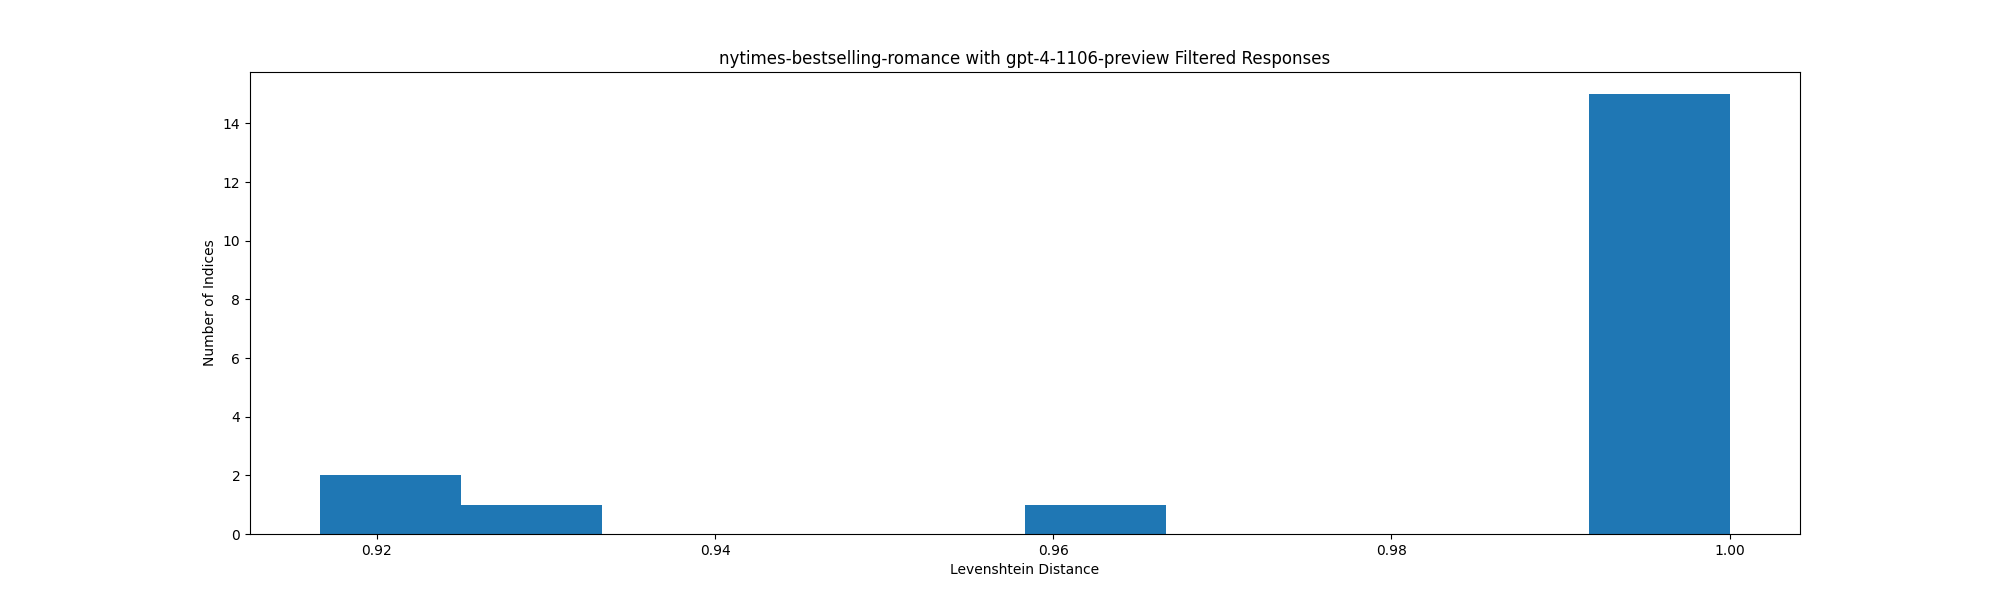 nytimes-bestselling-romance with gpt-4-1106-preview Filtered Responses
14
12
10
8
6
4
2
0
Number of Indices
0.92 0.94 0.96 0.98 1.00
Levenshtein Distance